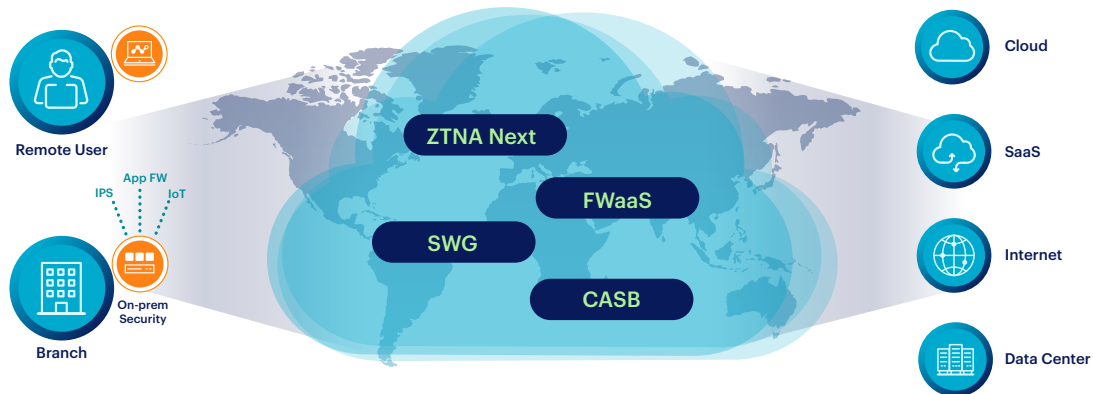 Remote User
IPS
App FW
IoT
On-prem
Security
Branch
ZTNA Next
FWaaS
SWG
CASB
Cloud
SaaS
Internet
Data Center